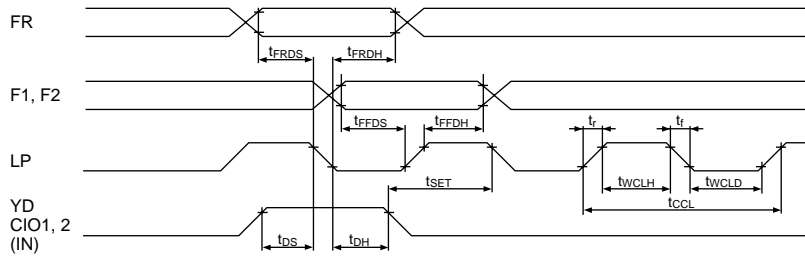 FR
tFRDS
tFRDH
F1, F2
tFFDS
tFFDH
tr
tf
LP
tSET
tWCLH
tWCLD
tCCL
YD
CIO1, 2
(IN)
tDS
tDH